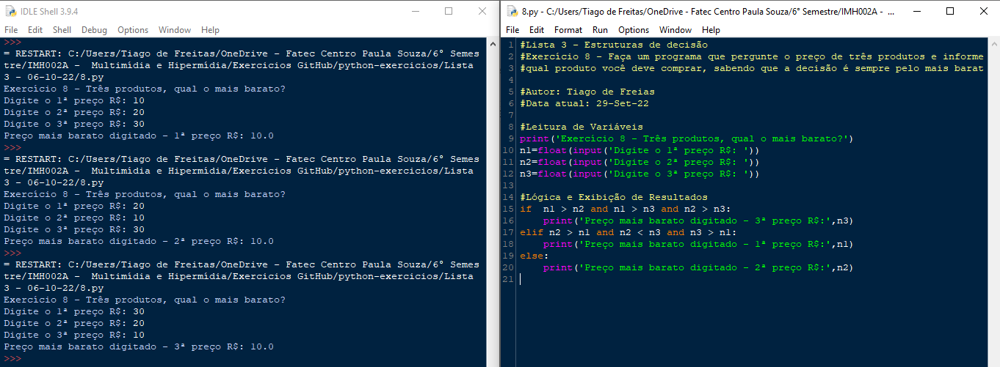 IDLE Shell 3.9.4
File Edit Shell Debug Options Window Help
>>>
= RESTART: C:/Users/Tiago de Freitas/OneDrive - Fatec Centro Paula Souza/6° Semes
tre/IMH002A -  Multimídia e Hipermídia/Exercicios GitHub/python-exercicios/Lista
3 - 06-10-22/8.py
Exercício 8 - Três produtos, qual o mais barato?
Digite o 1ª preço R$: 10
Digite o 2ª preço R$: 20
Digite o 3ª preço R$: 30
Preço mais barato digitado - 1ª preço R$: 10.0
>>>
= RESTART: C:/Users/Tiago de Freitas/OneDrive - Fatec Centro Paula Souza/6° Semes
tre/IMH002A -  Multimídia e Hipermídia/Exercicios GitHub/python-exercicios/Lista
3 - 06-10-22/8.py
Exercício 8 - Três produtos, qual o mais barato?
Digite o 1ª preço R$: 20
Digite o 2ª preço R$: 10
Digite o 3ª preço R$: 30
Preço mais barato digitado - 2ª preço R$: 10.0
>>>
= RESTART: C:/Users/Tiago de Freitas/OneDrive - Fatec Centro Paula Souza/6° Semes
tre/IMH002A -  Multimídia e Hipermídia/Exercicios GitHub/python-exercicios/Lista
3 - 06-10-22/8.py
Exercício 8 - Três produtos, qual o mais barato?
Digite o 1ª preço R$: 30
Digite o 2ª preço R$: 20
Digite o 3ª preço R$: 10
Preço mais barato digitado - 3ª preço R$: 10.0
>>>
8.py - C:/Users/Tiago de Freitas/OneDrive - Fatec Centro Paula Souza/6° Semestre/IMH002A - ...
File Edit Format Run Options Window Help
1 #Lista 3 - Estruturas de decisão
2 #Exercício 8 - Faça um programa que pergunte o preço de três produtos e informe
3 #qual produto você deve comprar, sabendo que a decisão é sempre pelo mais barat
4
5 #Autor: Tiago de Freias
6 #Data atual: 29-Set-22
7
8 #Leitura de Variáveis
9 print('Exercício 8 - Três produtos, qual o mais barato?')
10 n1=float(input('Digite o 1ª preço R$: '))
11 n2=float(input('Digite o 2ª preço R$: '))
12 n3=float(input('Digite o 3ª preço R$: '))
13
14 #Lógica e Exibição de Resultados
15 if  n1 > n2 and n1 > n3 and n2 > n3:
16     print('Preço mais barato digitado - 3ª preço R$:',n3)
17 elif n2 > n1 and n2 < n3 and n3 > n1:
18     print('Preço mais barato digitado - 1ª preço R$:',n1)
19 else:
20     print('Preço mais barato digitado - 2ª preço R$:',n2)
21